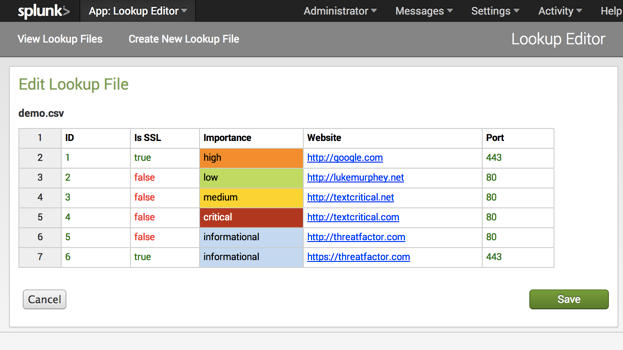 splunk> App: Lookup Editor Administrator Messages Settings Activity Help
View Lookup Files Create New Lookup File Lookup Editor
Edit Lookup File
demo.csv
1 ID Is SSL Importance Website Port
2 1 true high http://google.com 443
3 2 false low http://lukemurphey.net 80
4 3 false medium http://textcritical.net 80
5 4 false critical http://textcritical.com 80
6 5 false informational http://threatfactor.com 80
7 6 true informational https://threatfactor.com 443
Cancel Save